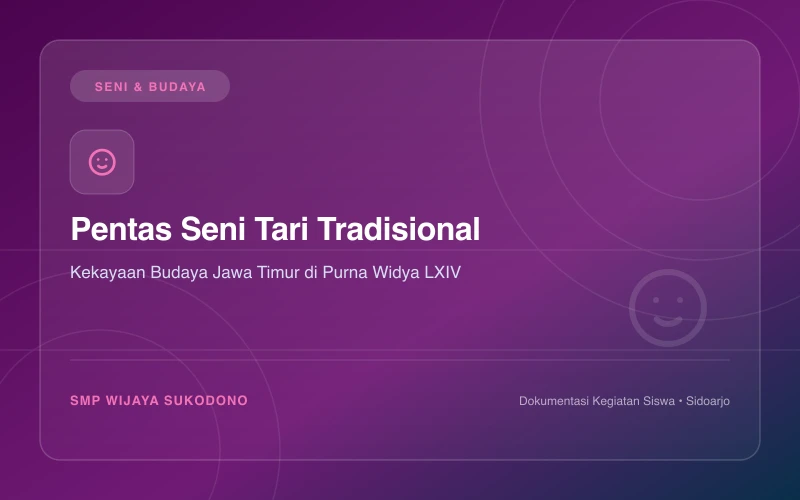 SENI & BUDAYA
Pentas Seni Tari Tradisional
Kekayaan Budaya Jawa Timur di Purna Widya LXIV
SMP WIJAYA SUKODONO
Dokumentasi Kegiatan Siswa • Sidoarjo